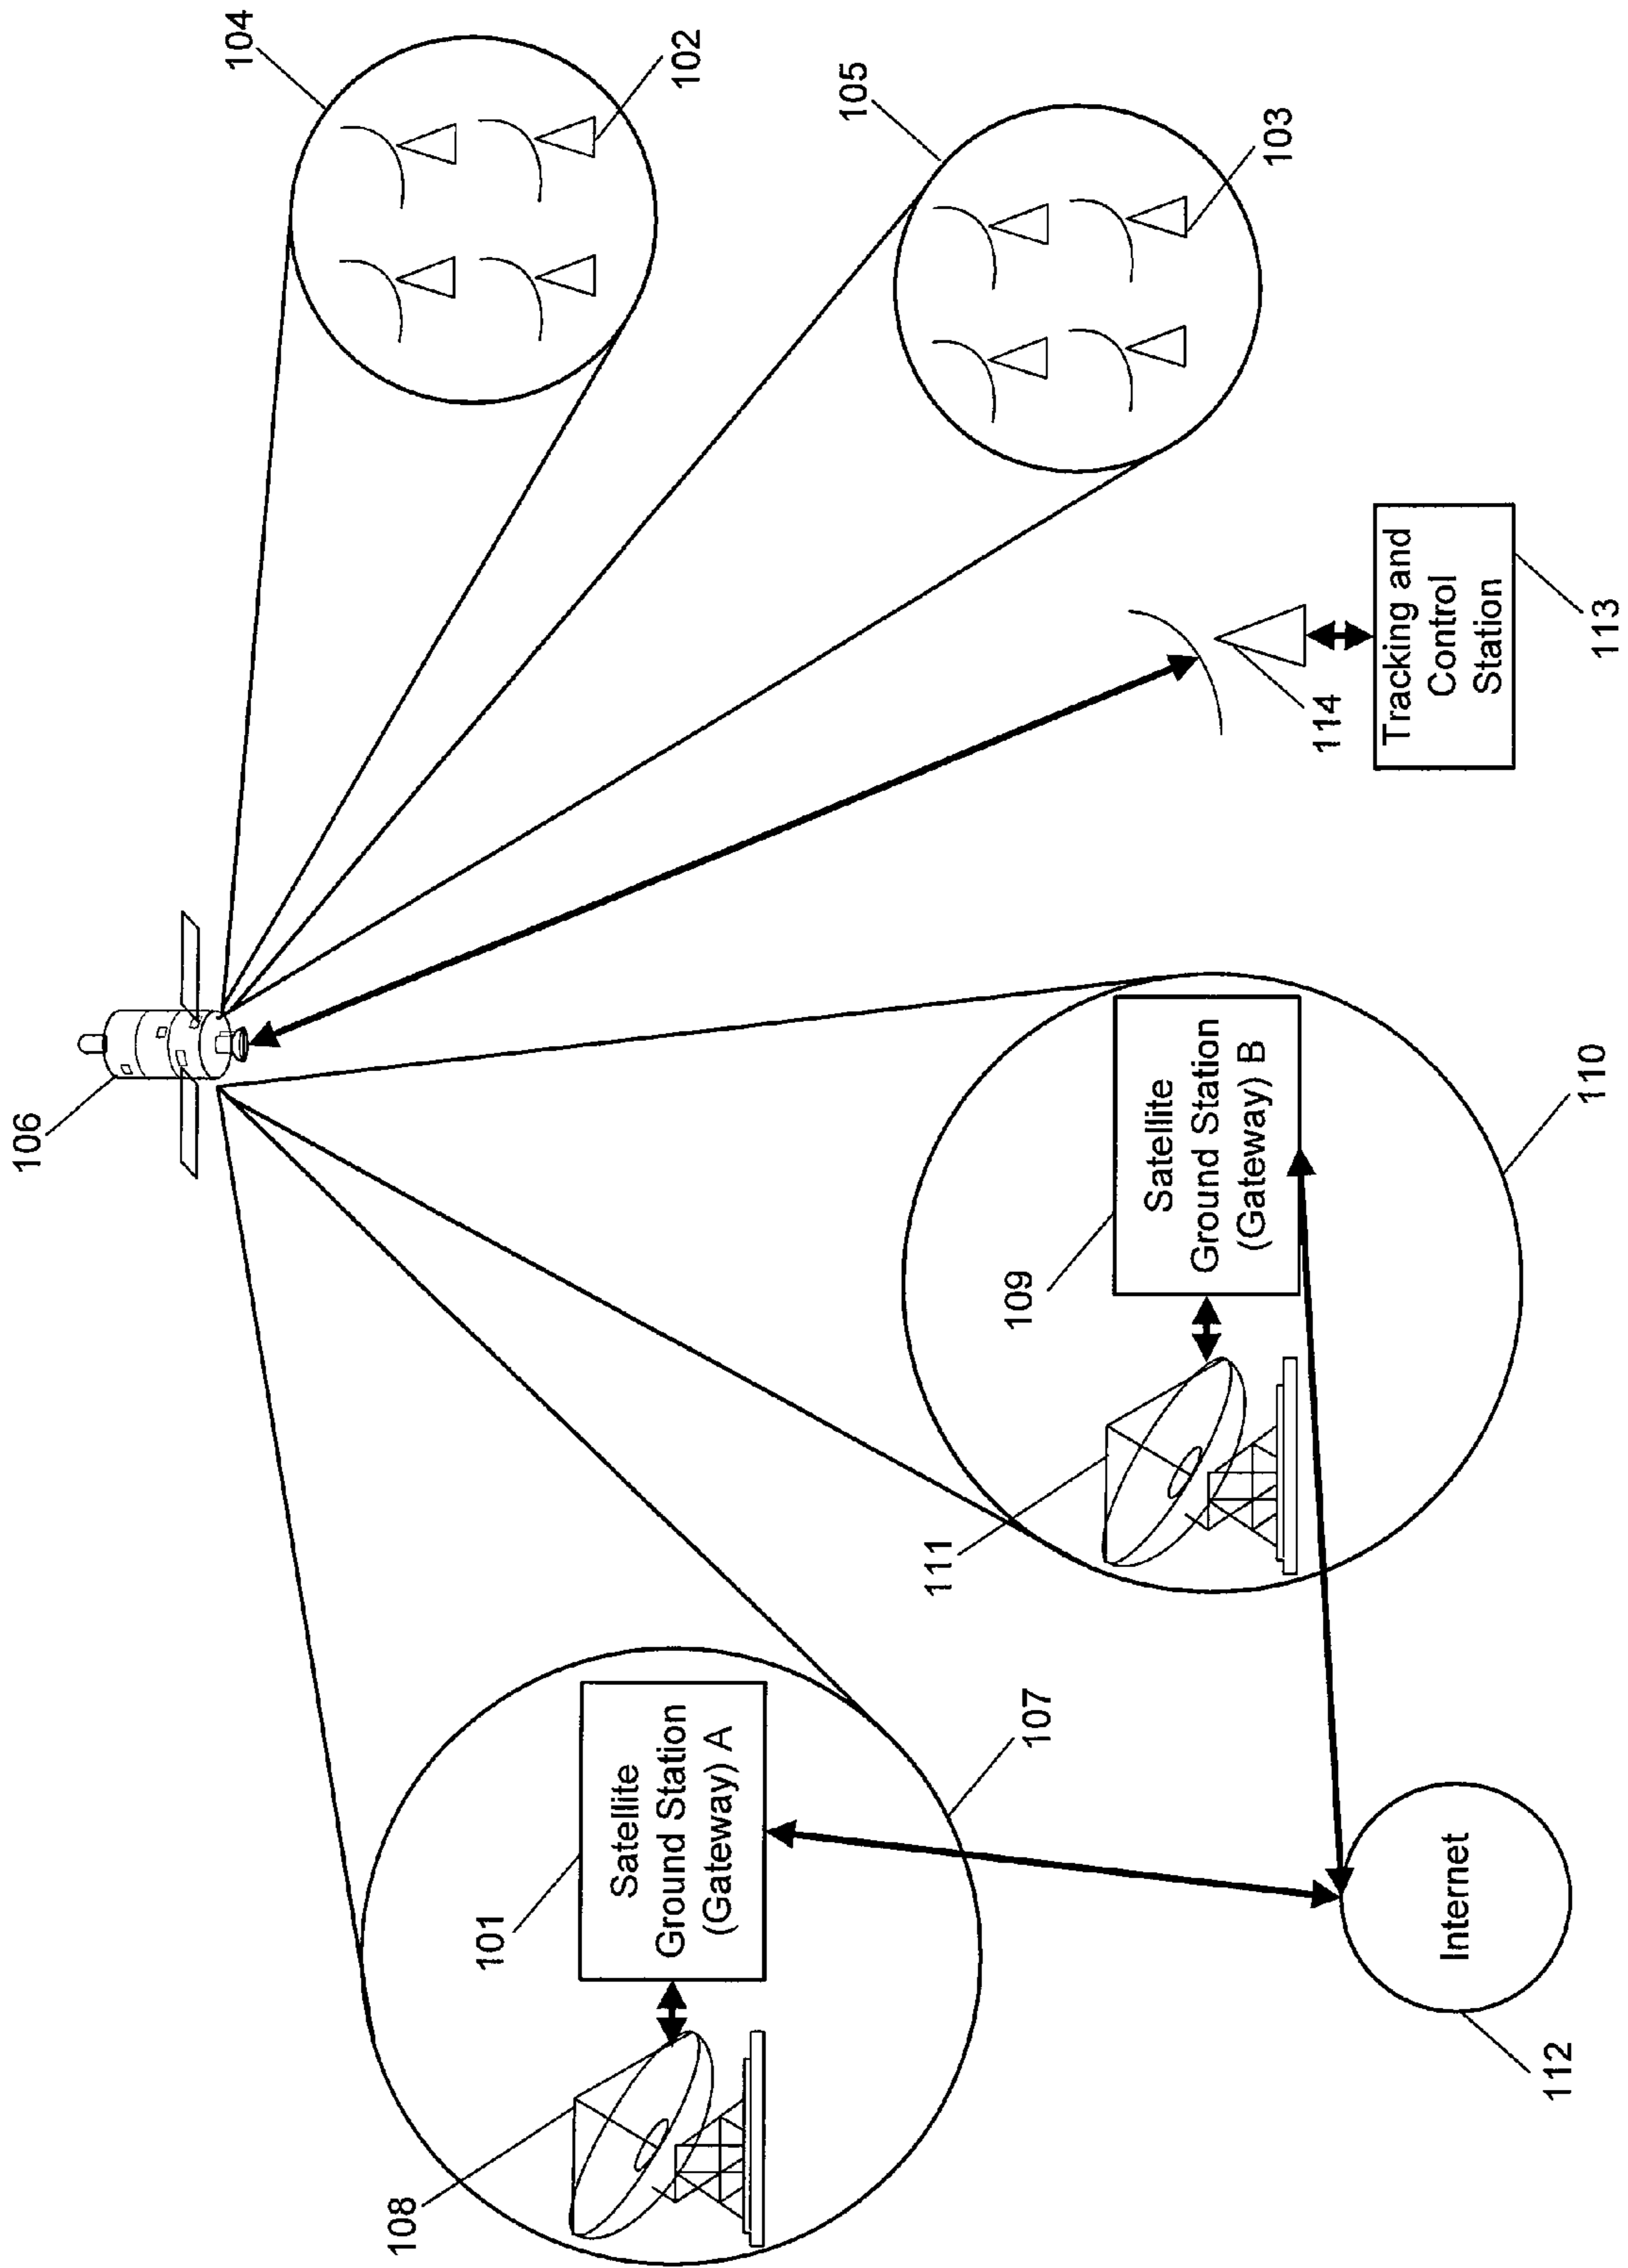 106
104
102
105
103
108
101
Satellite
Ground Station
(Gateway) A
107
111
109
Satellite
Ground Station
(Gateway) B
110
114
Tracking and
Control
Station
113
Internet
112